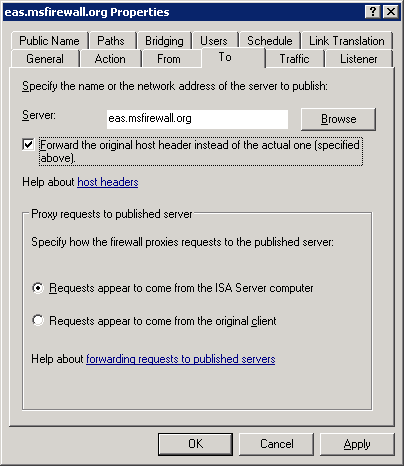 eas.msfirewall.org Properties
Public Name Paths Bridging Users Schedule Link Translation
General Action From To Traffic Listener
Specify the name or the network address of the server to publish:
Server: eas.msfirewall.org Browse
Forward the original host header instead of the actual one (specified
above).
Help about host headers
Proxy requests to published server
Specify how the firewall proxies requests to the published server:
Requests appear to come from the ISA Server computer
Requests appear to come from the original client
Help about forwarding requests to published servers
OK Cancel Apply